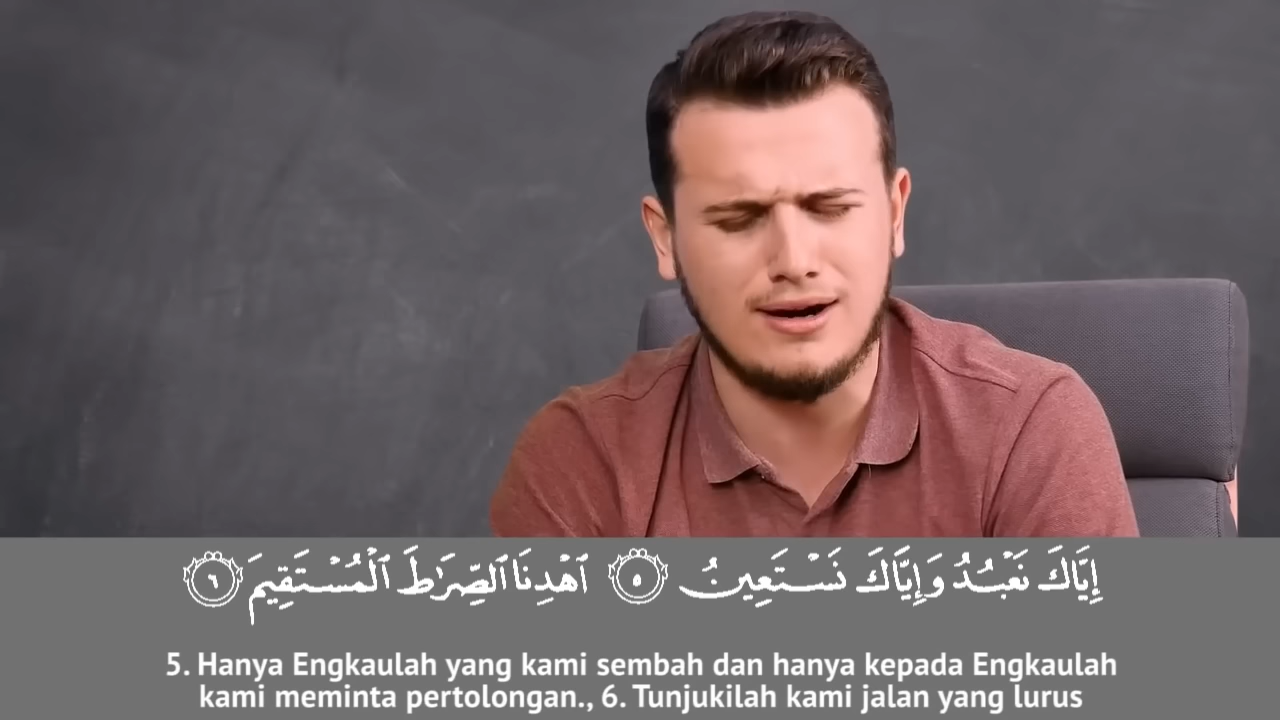 إِيَّاكَ نَعْبُدُ وَإِيَّاكَ نَسْتَعِينُ ٥ ٱهْدِنَا ٱلصِّرَٰطَ ٱلْمُسْتَقِيمَ ٦
5. Hanya Engkaulah yang kami sembah dan hanya kepada Engkaulah
kami meminta pertolongan., 6. Tunjukilah kami jalan yang lurus